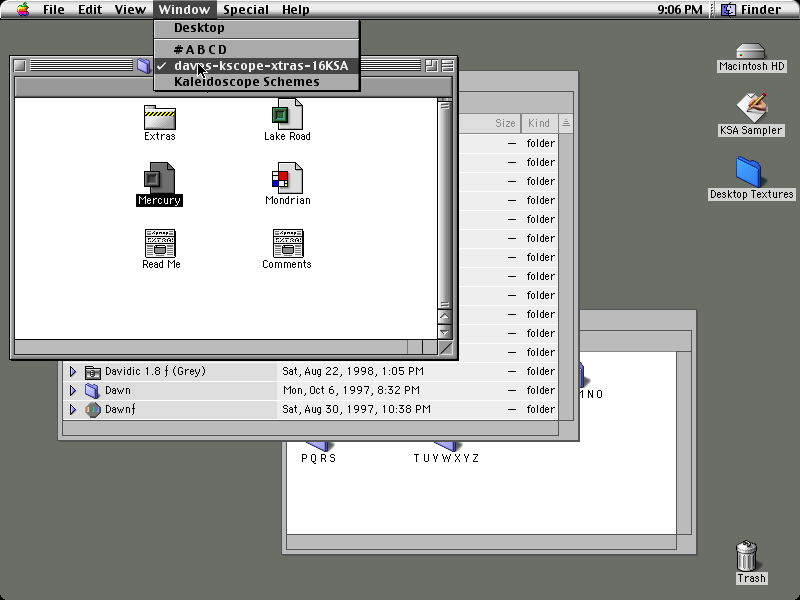 File Edit View Window Special Help 9:06 PM Finder
Desktop
# A B C D
✓ daves-kscope-xtras-16KSA
Kaleidoscope Schemes
Extras
Lake Road
Mercury
Mondrian
Read Me
Comments
Size Kind
— folder
— folder
— folder
— folder
— folder
— folder
— folder
— folder
— folder
— folder
— folder
— folder
Davidic 1.8 ƒ (Grey) Sat, Aug 22, 1998, 1:05 PM — folder
Dawn Mon, Oct 6, 1997, 8:32 PM — folder
Dawnƒ Sat, Aug 30, 1997, 10:38 PM — folder
P Q R S
T U V W X Y Z
Macintosh HD
KSA Sampler
Desktop Textures
Trash